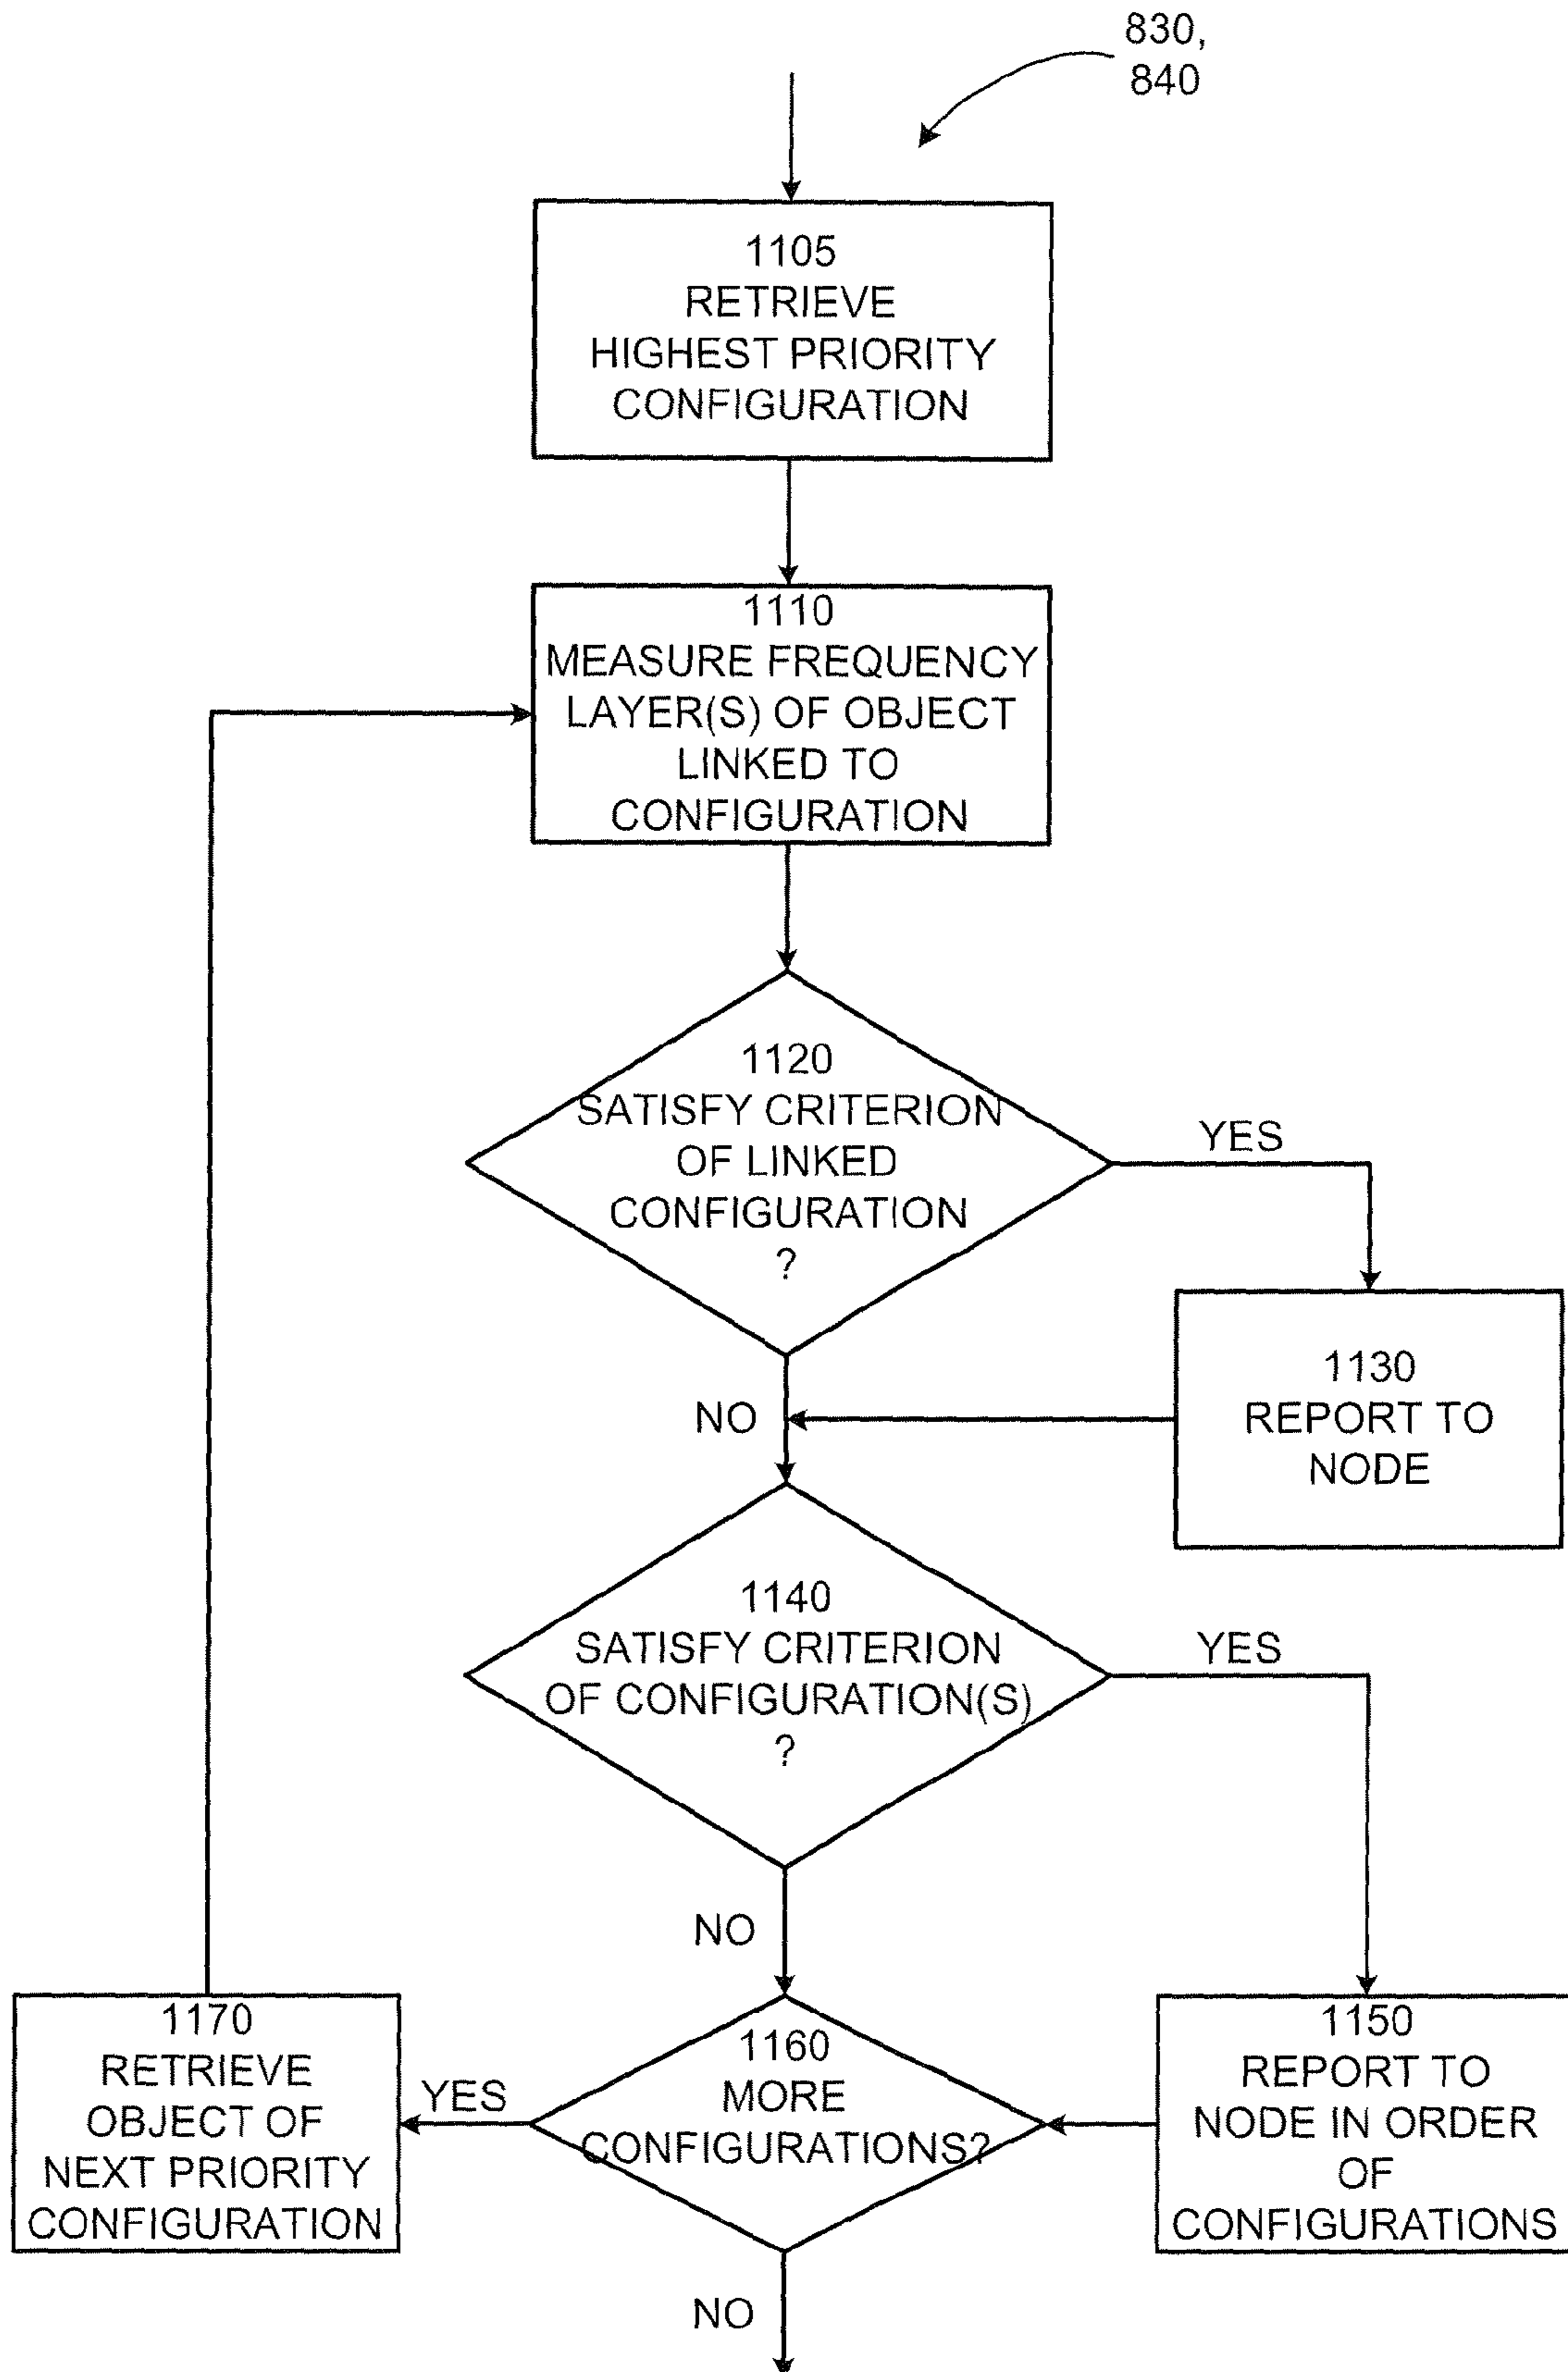 830,
840
1105
RETRIEVE
HIGHEST PRIORITY
CONFIGURATION
1110
MEASURE FREQUENCY
LAYER(S) OF OBJECT
LINKED TO
CONFIGURATION
1120
SATISFY CRITERION
OF LINKED
CONFIGURATION
?
YES
1130
REPORT TO
NODE
NO
1140
SATISFY CRITERION
OF CONFIGURATION(S)
?
YES
NO
1150
REPORT TO
NODE IN ORDER
OF
CONFIGURATIONS
1160
MORE
CONFIGURATIONS?
YES
1170
RETRIEVE
OBJECT OF
NEXT PRIORITY
CONFIGURATION
NO